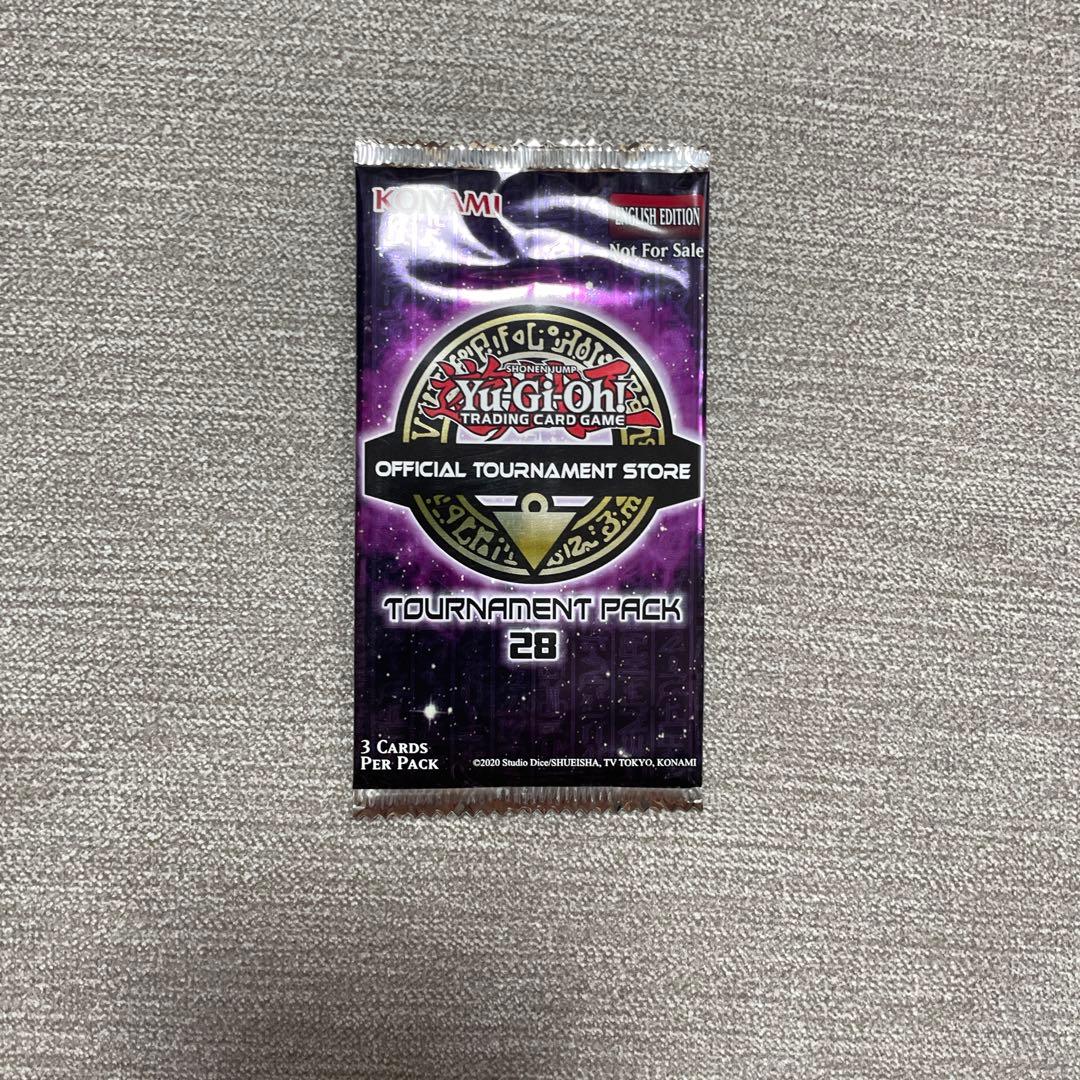 KONAMI
ENGLISH EDITION
Not For Sale
SHONEN JUMP
Yu-Gi-Oh!
TRADING CARD GAME
OFFICIAL TOURNAMENT STORE
TOURNAMENT PACK
28
3 CARDS
PER PACK
©2020 Studio Dice/SHUEISHA, TV TOKYO, KONAMI